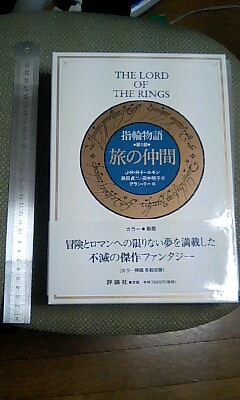 THE LORD
OF
THE RINGS
指輪物語
第1部
旅の仲間
J・R・R・トールキン
瀬田貞二・田中明子 訳
アラン・リー 絵
カラー 新版
冒険とロマンへの限りない夢を満載した
不滅の傑作ファンタジー
評論社